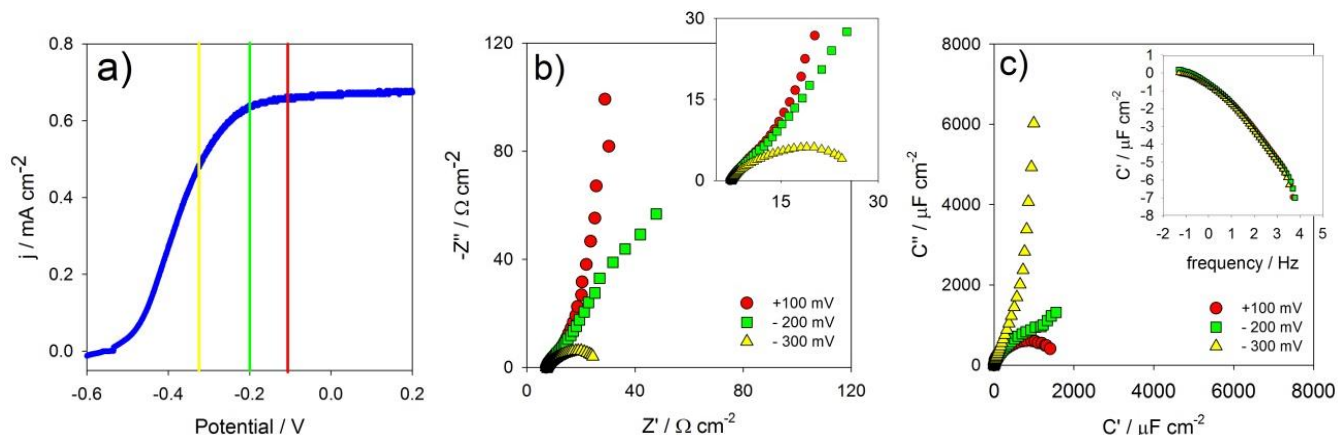 a)
0.8
0.6
0.4
0.2
0.0
j / mA cm-2
-0.6 -0.4 -0.2 0.0 0.2
Potential / V
b)
120
80
40
0
-Z'' / Ω cm-2
0 40 80 120
Z' / Ω cm-2
30
15
0
15 30
+100 mV
- 200 mV
- 300 mV
c)
8000
6000
4000
2000
0
C'' / μF cm-2
0 2000 4000 6000 8000
C' / μF cm-2
1
0
-1
-2
-3
-4
-5
-6
-7
-8
C' / μF cm-2
-2 -1 0 1 2 3 4 5
frequency / Hz
+100 mV
- 200 mV
- 300 mV